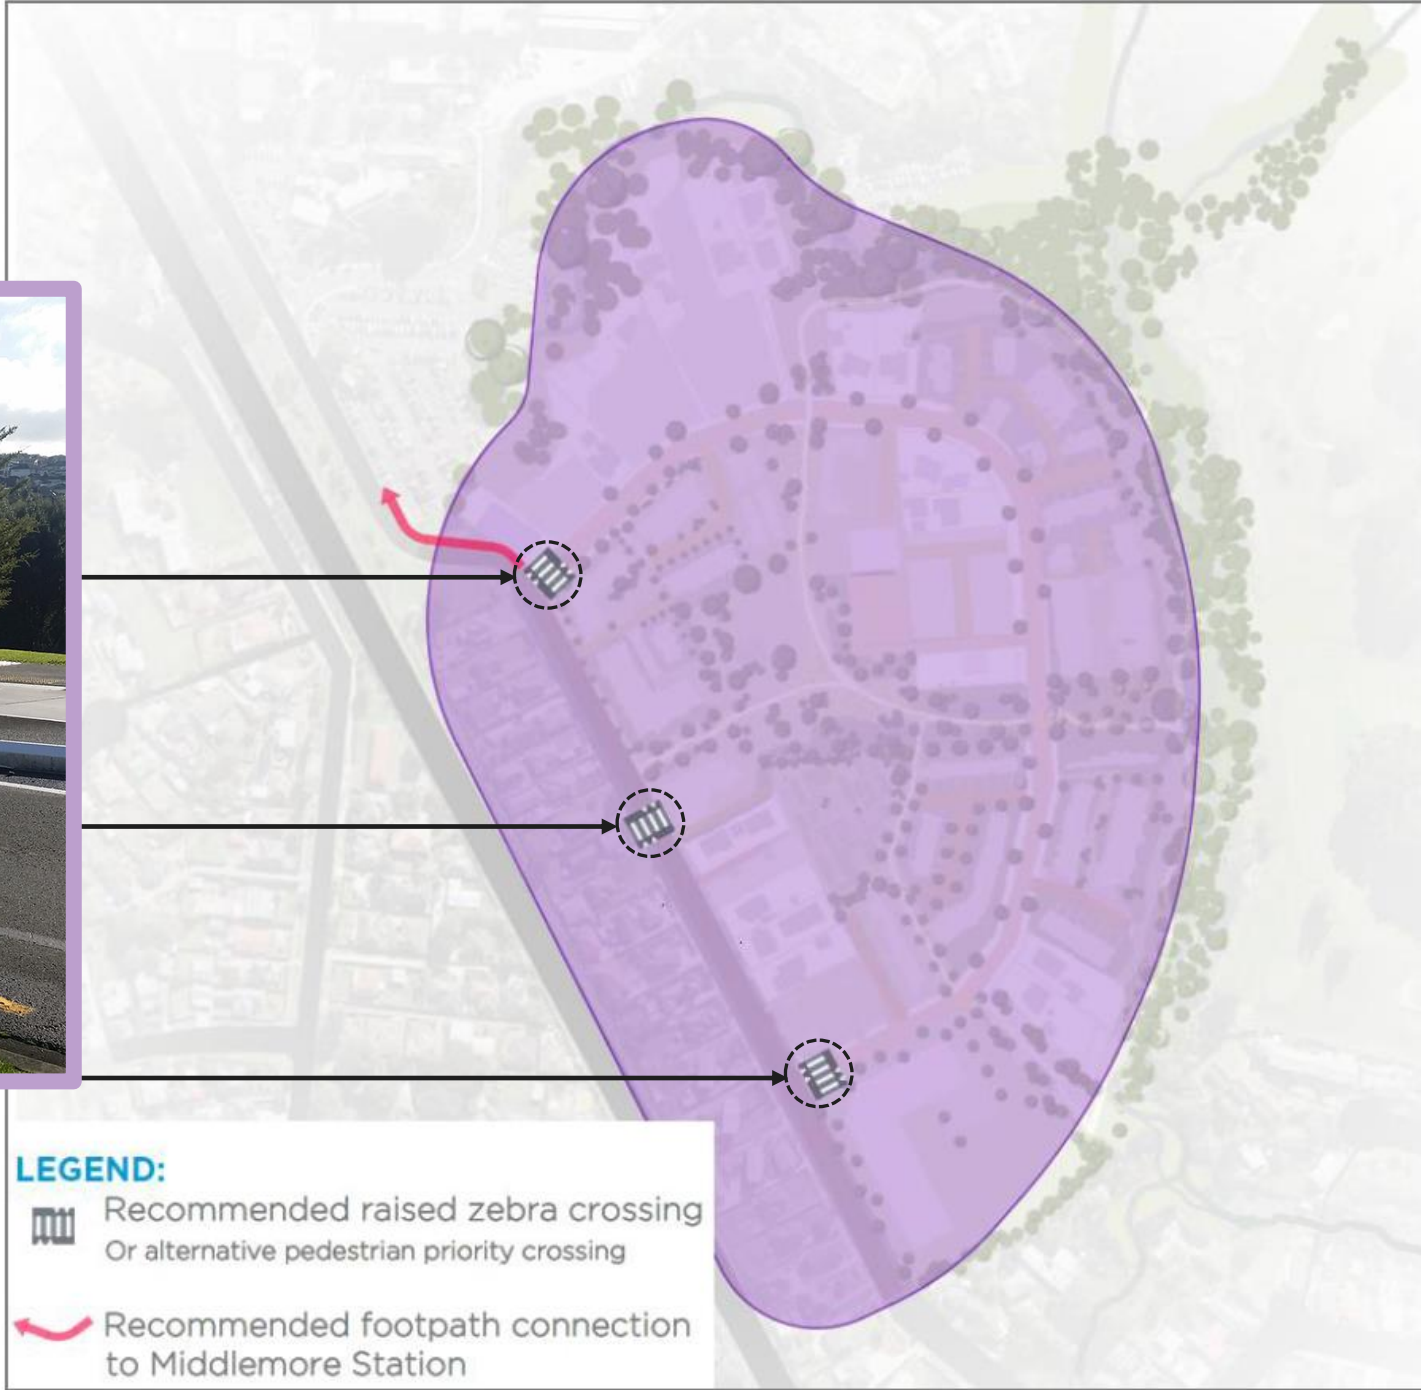 LEGEND:
Recommended raised zebra crossing
Or alternative pedestrian priority crossing
Recommended footpath connection
to Middlemore Station